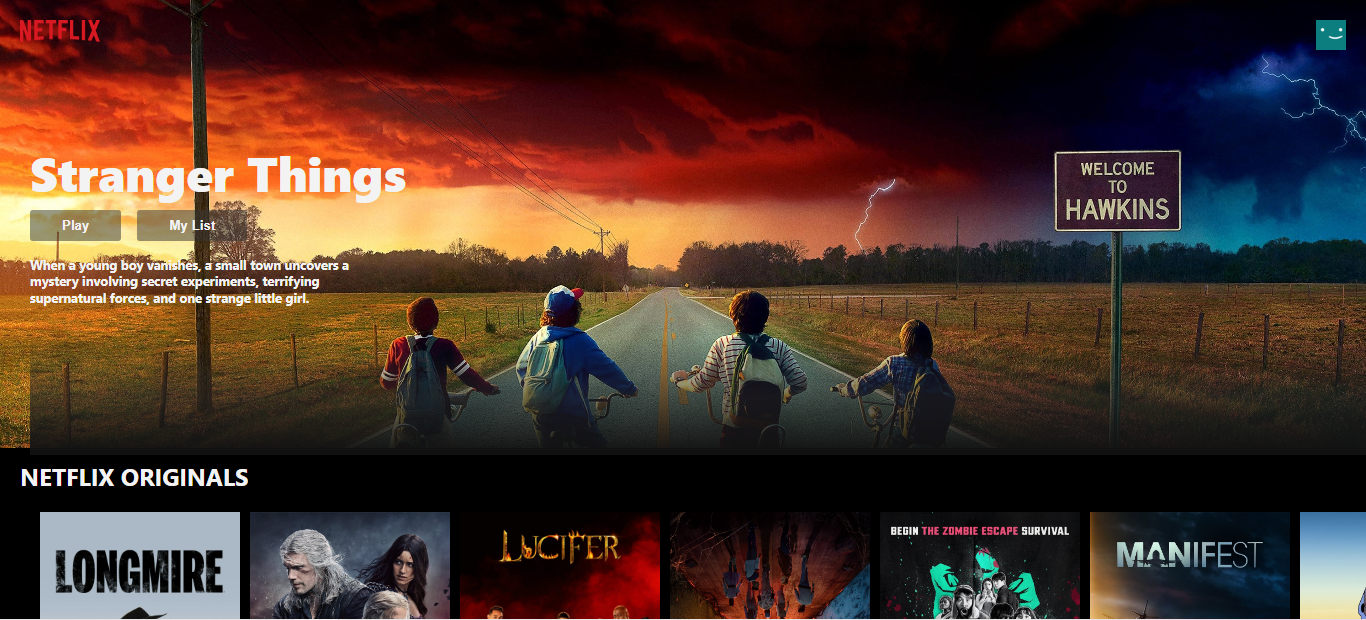 NETFLIX
WELCOME
TO
HAWKINS
Stranger Things
Play
My List
When a young boy vanishes, a small town uncovers a
mystery involving secret experiments, terrifying
supernatural forces, and one strange little girl.
NETFLIX ORIGINALS
LONGMIRE
LUCIFER
BEGIN THE ZOMBIE ESCAPE SURVIVAL
MANIFEST